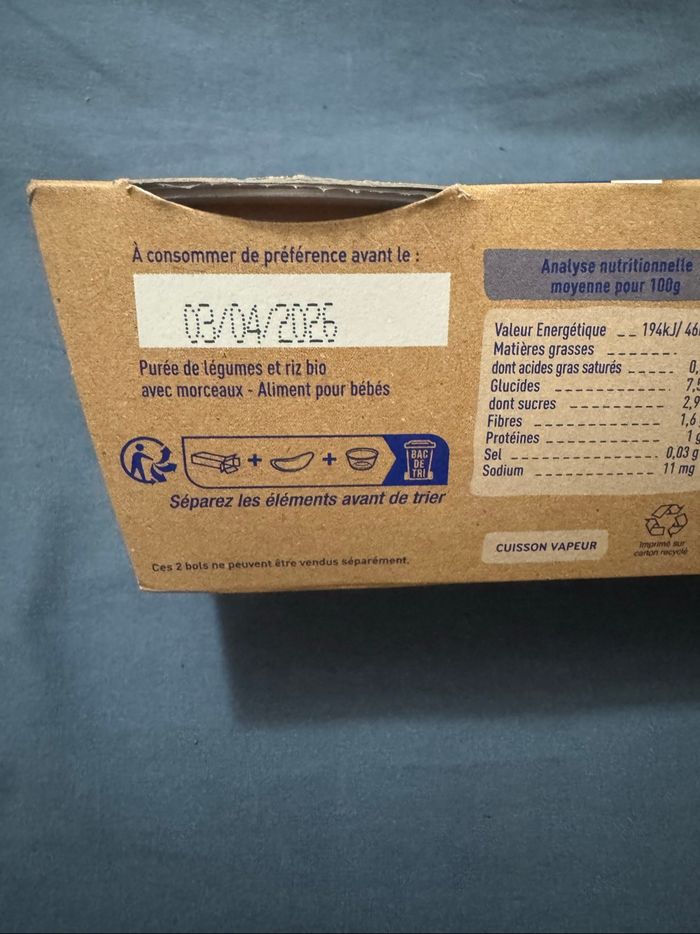 À consommer de préférence avant le :
03/04/2026
Purée de légumes et riz bio
avec morceaux - Aliment pour bébés
BAC
DE
TRI
Séparez les éléments avant de trier
Ces 2 bols ne peuvent être vendus séparément.
Analyse nutritionnelle
moyenne pour 100g
Valeur Energétique __ 194kJ/
Matières grasses
dont acides gras saturés
Glucides
dont sucres
Fibres
Protéines
Sel 0,03 g
Sodium 11 mg
CUISSON VAPEUR
Imprimé sur
carton recyclé